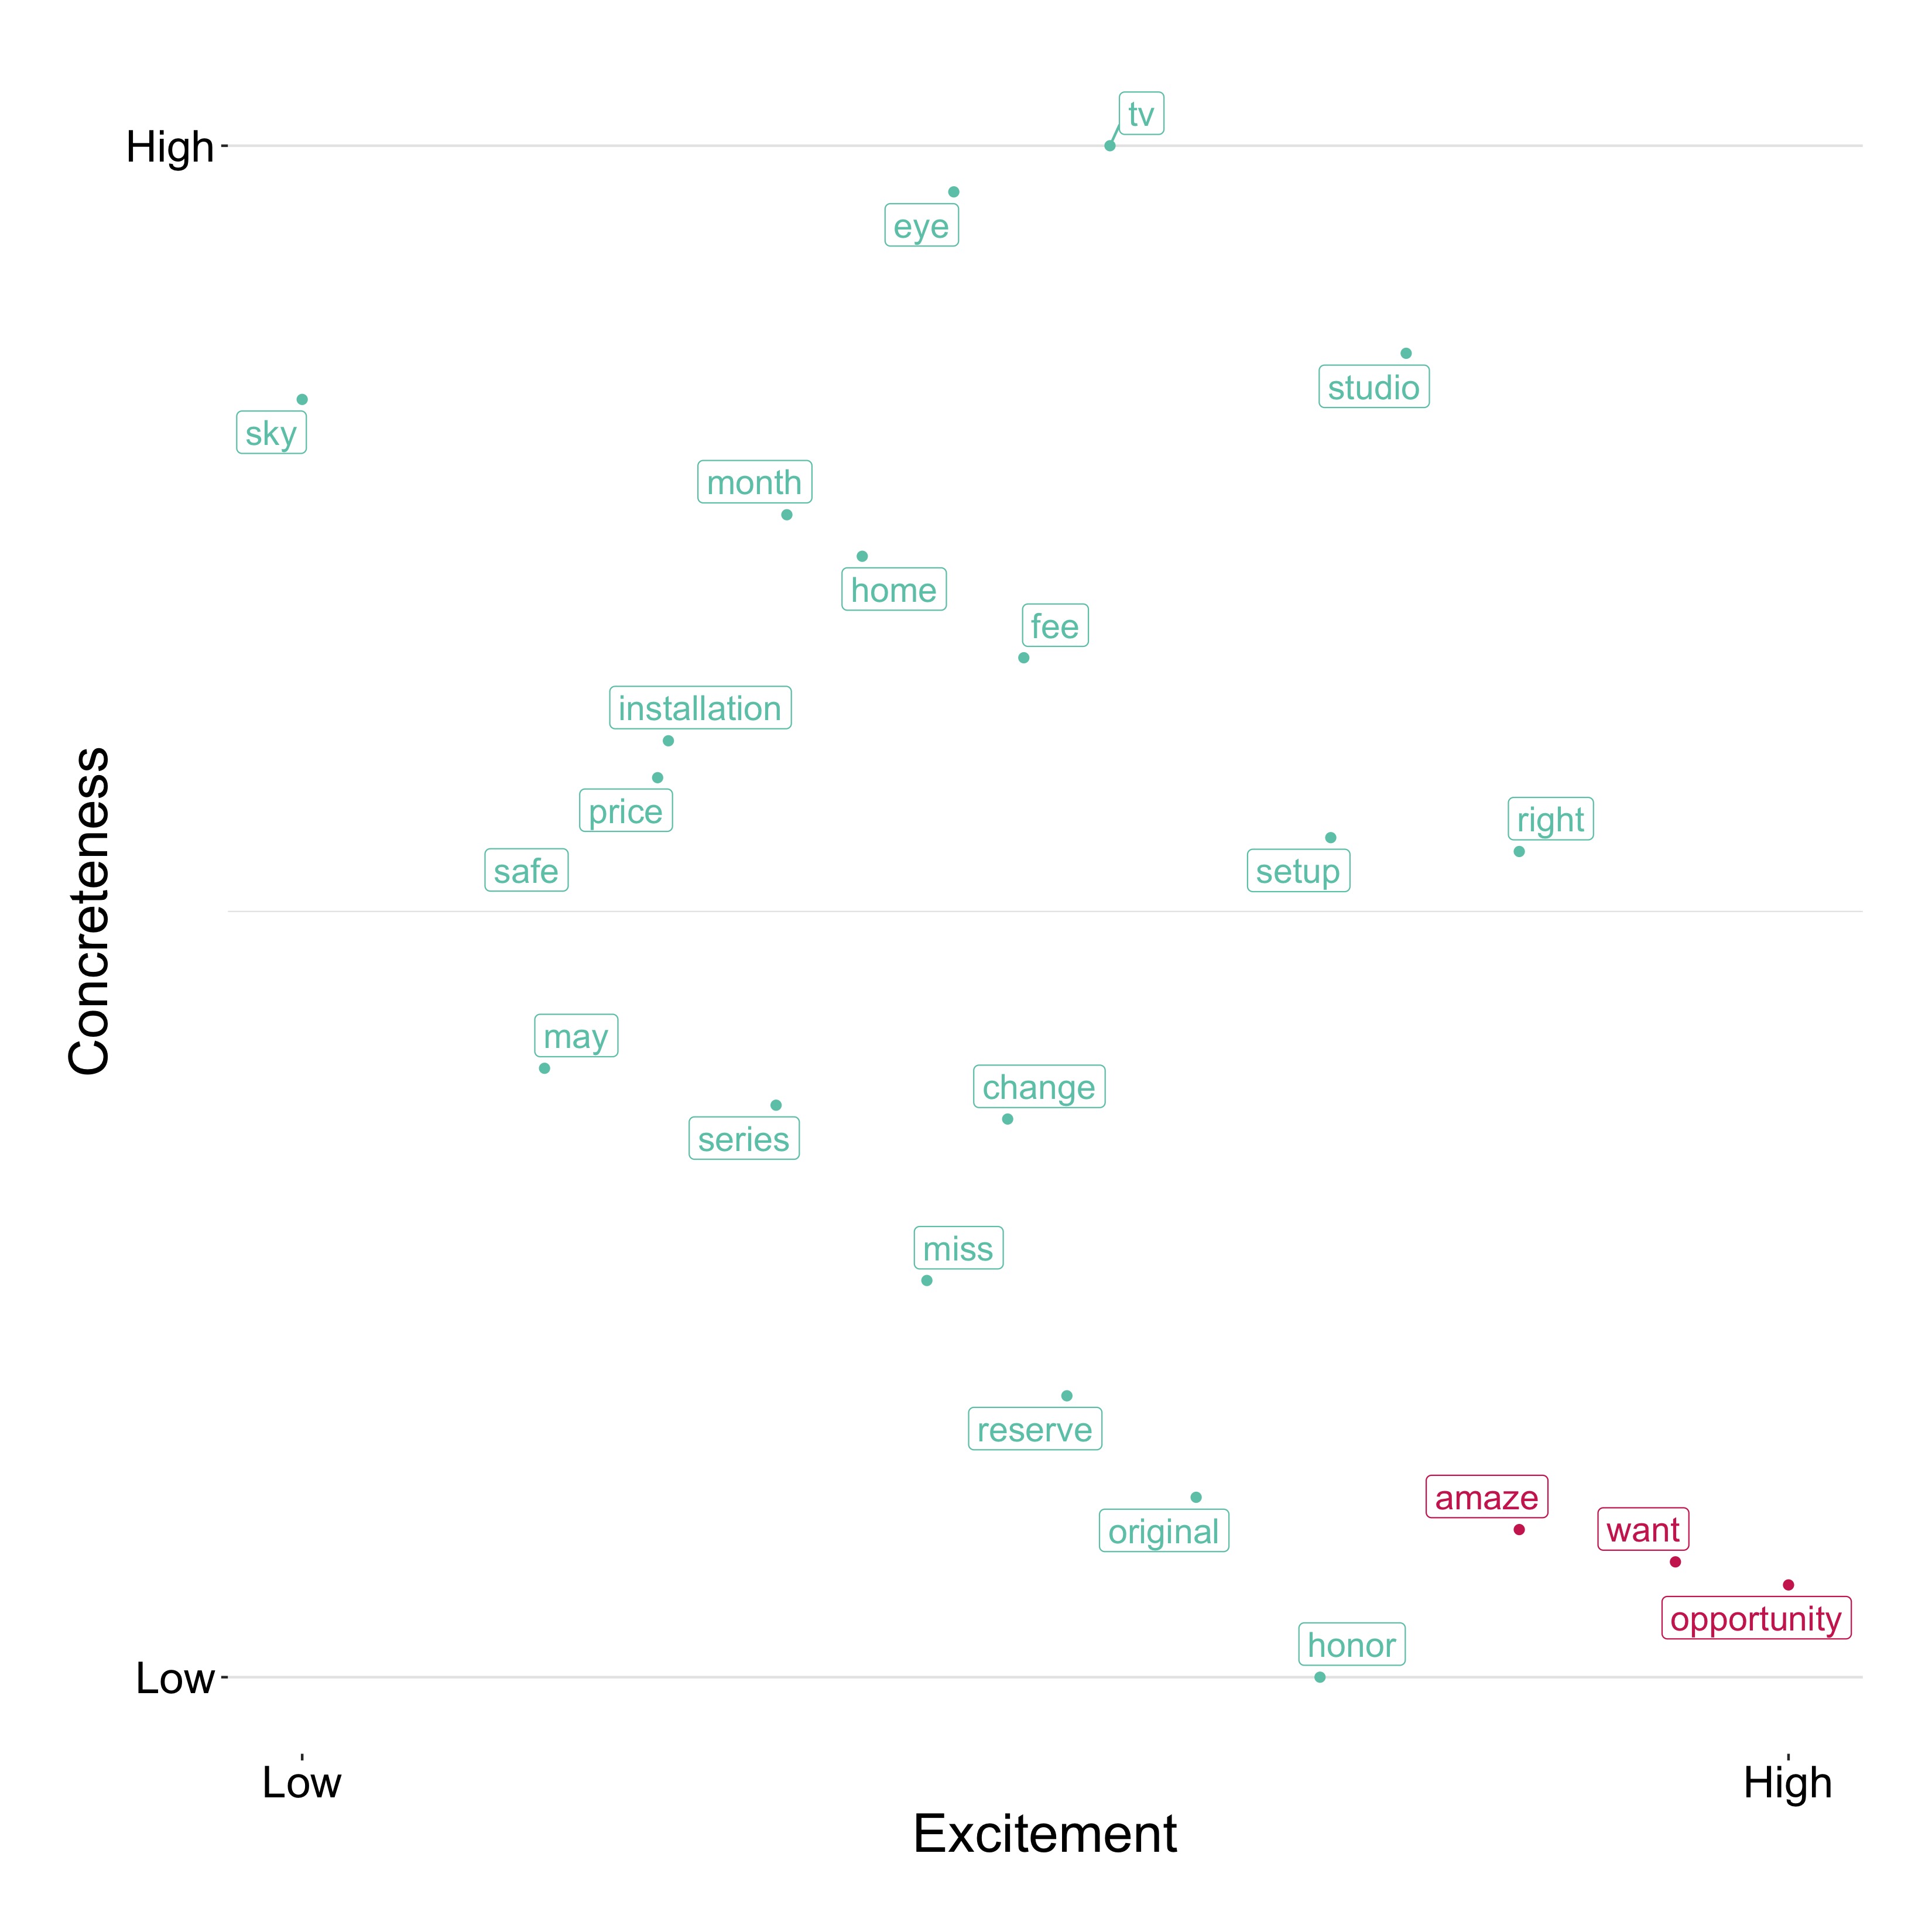 tv
High
eye
studio
sky
month
home
fee
installation
price
right
safe
setup
Concreteness
may
change
series
miss
reserve
amaze
original
want
opportunity
honor
Low
Low
High
Excitement